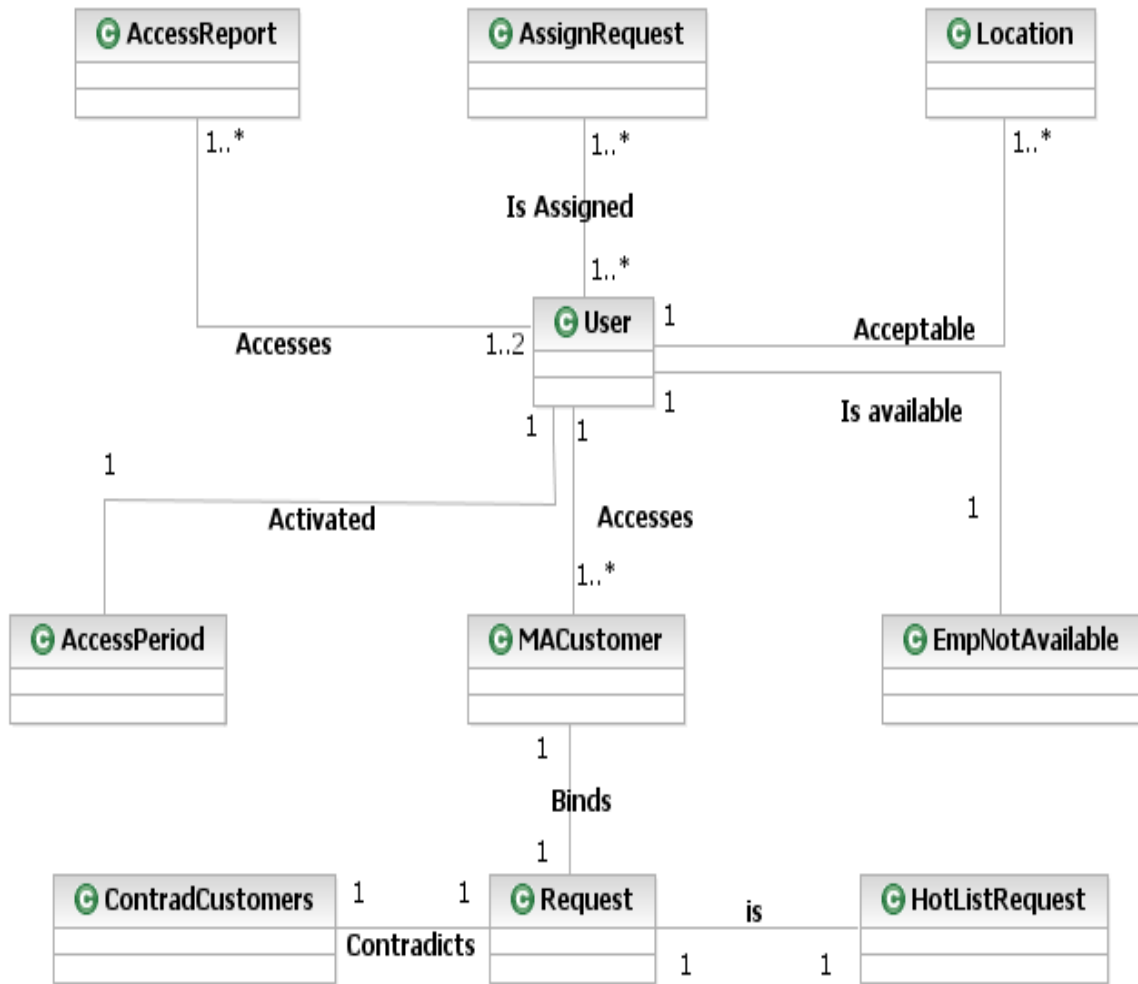 C AccessReport
C AssignRequest
C Location
1..*
1..*
1..*
Is Assigned
1..*
C User
1
Accesses
1..2
Acceptable
1
Is available
1
1
1
Activated
Accesses
1
1..*
C AccessPeriod
C MACustomer
C EmpNotAvailable
1
Binds
1
C ContradCustomers
1
1
Contradicts
C Request
is
1
1
C HotListRequest